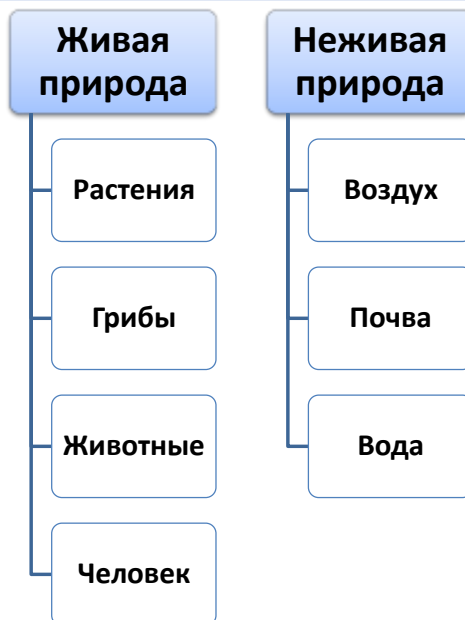 Живая
природа
Растения
Грибы
Животные
Человек
Неживая
природа
Воздух
Почва
Вода